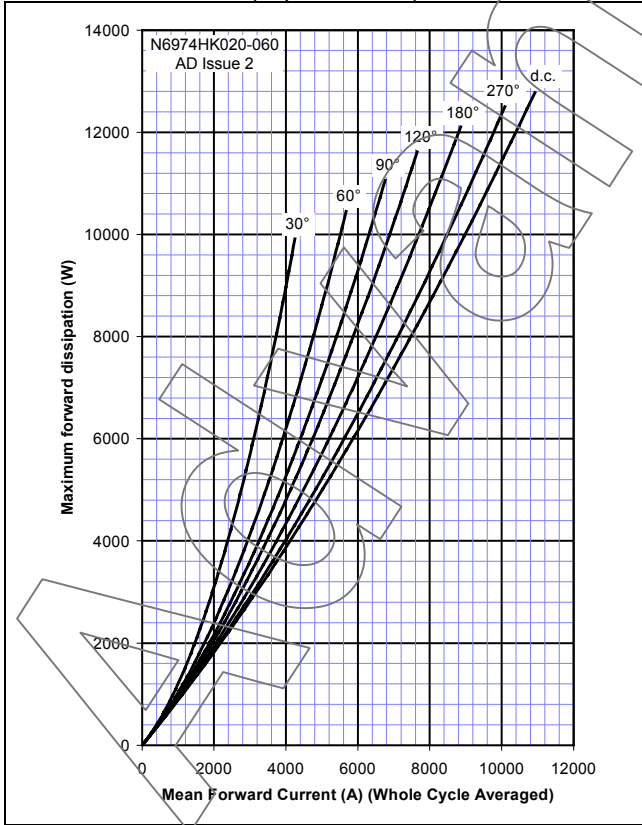 N6974HK020-060
AD Issue 2
d.c.
270°
180°
120°
90°
60°
30°
14000
12000
10000
8000
6000
4000
2000
0
Maximum forward dissipation (W)
0 2000 4000 6000 8000 10000 12000
Mean Forward Current (A) (Whole Cycle Averaged)